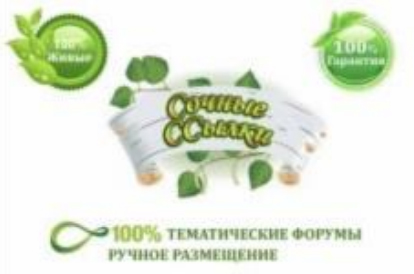 100%
Живые
100%
Гарантия
Сочные
ССылки
100% ТЕМАТИЧЕСКИЕ ФОРУМЫ
РУЧНОЕ РАЗМЕЩЕНИЕ